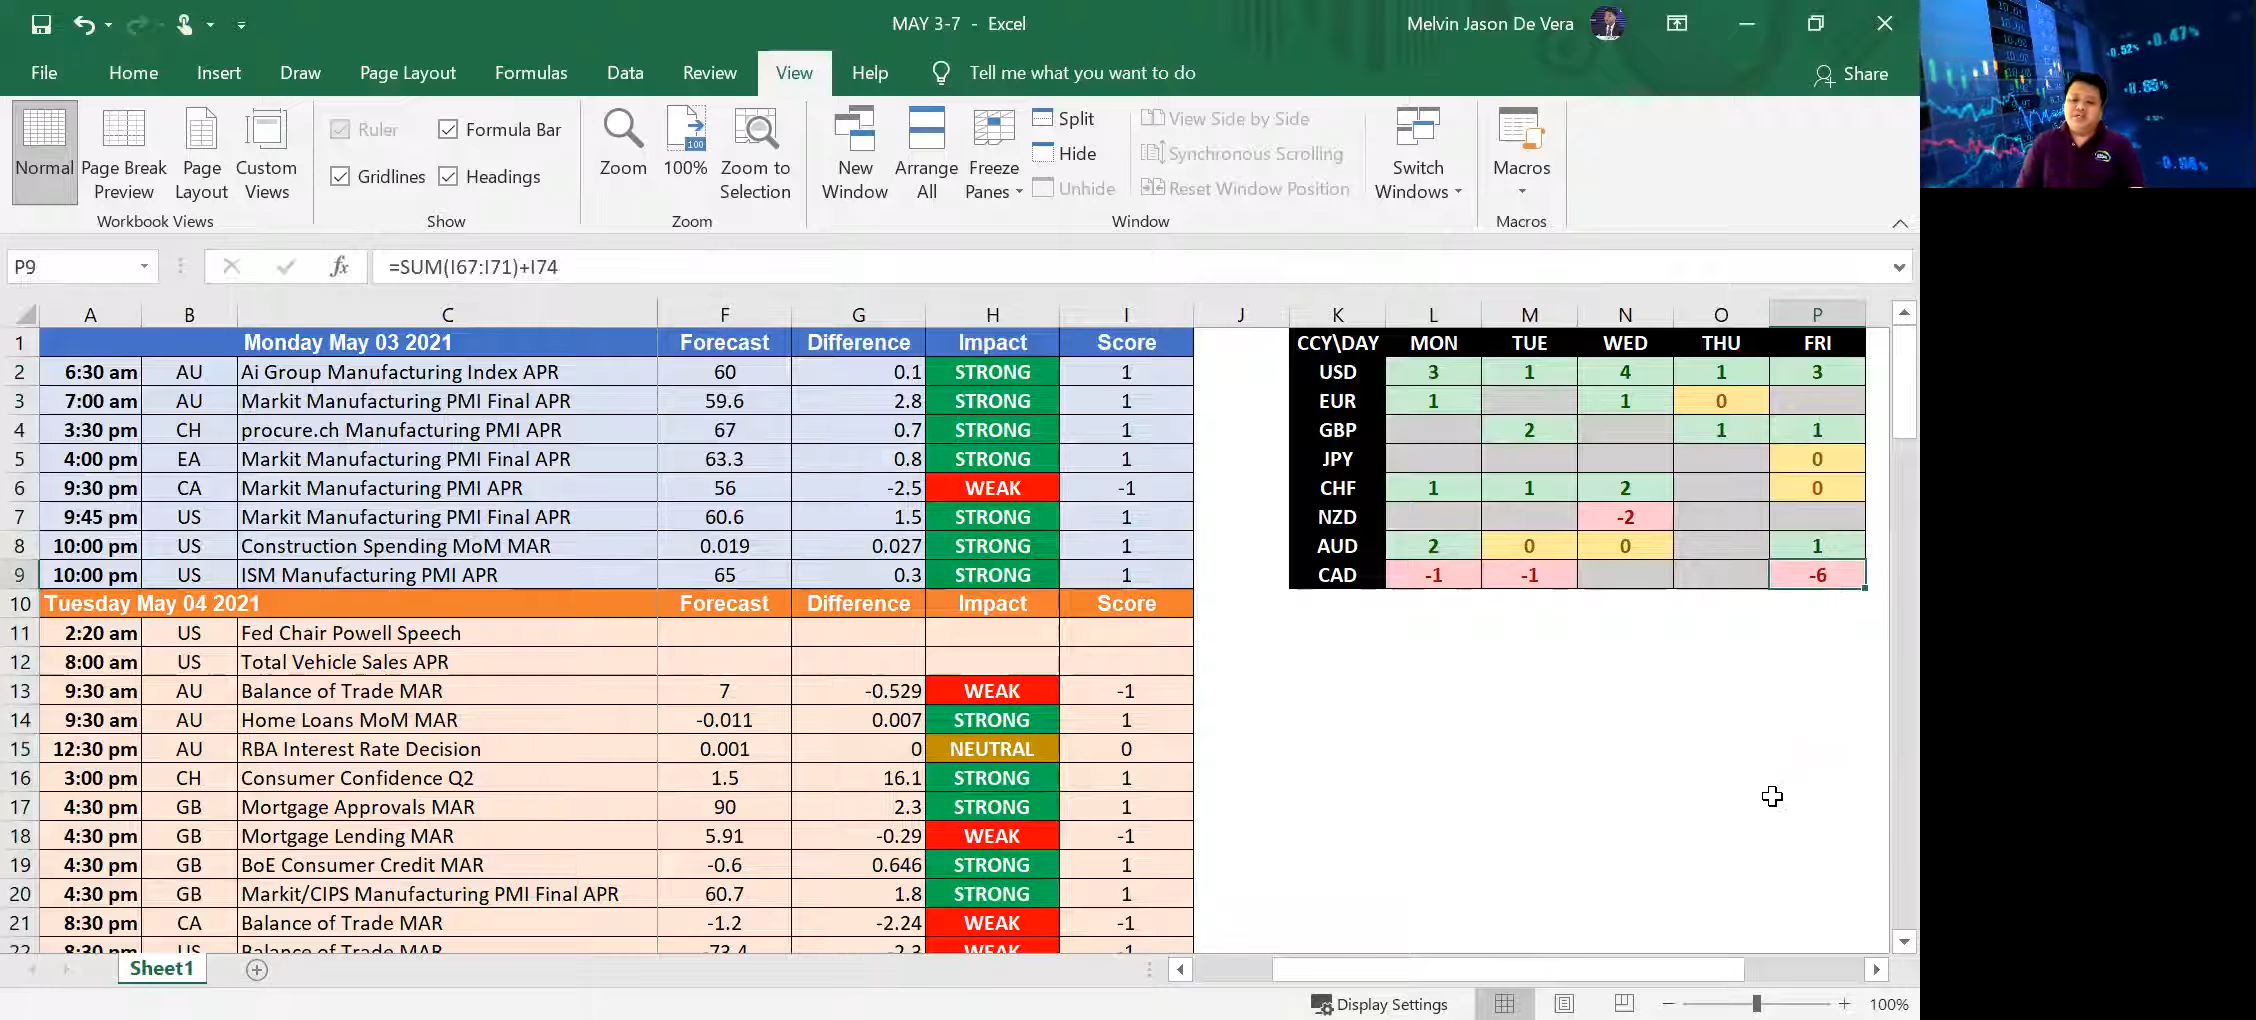 MAY 3-7 - Excel
Melvin Jason De Vera
File Home Insert Draw Page Layout Formulas Data Review View Help Tell me what you want to do Share
Normal
Page Break Preview
Page Layout
Custom Views
Workbook Views
Ruler Formula Bar
Gridlines Headings
Show
Zoom
100
100%
Zoom to Selection
Zoom
New Window
Arrange All
Freeze Panes
Split
Hide
Unhide
View Side by Side
Synchronous Scrolling
Reset Window Position
Window
Switch Windows
Macros
Macros
P9 fx =SUM(I67:I71)+I74
A B C F G H I J K L M N O P
1 Monday May 03 2021 Forecast Difference Impact Score CCY\DAY MON TUE WED THU FRI
2 6:30 am AU Ai Group Manufacturing Index APR 60 0.1 STRONG 1 USD 3 1 4 1 3
3 7:00 am AU Markit Manufacturing PMI Final APR 59.6 2.8 STRONG 1 EUR 1 1 0
4 3:30 pm CH procure.ch Manufacturing PMI APR 67 0.7 STRONG 1 GBP 2 1 1
5 4:00 pm EA Markit Manufacturing PMI Final APR 63.3 0.8 STRONG 1 JPY 0
6 9:30 pm CA Markit Manufacturing PMI APR 56 -2.5 WEAK -1 CHF 1 1 2 0
7 9:45 pm US Markit Manufacturing PMI Final APR 60.6 1.5 STRONG 1 NZD -2
8 10:00 pm US Construction Spending MoM MAR 0.019 0.027 STRONG 1 AUD 2 0 0 1
9 10:00 pm US ISM Manufacturing PMI APR 65 0.3 STRONG 1 CAD -1 -1 -6
10 Tuesday May 04 2021 Forecast Difference Impact Score
11 2:20 am US Fed Chair Powell Speech
12 8:00 am US Total Vehicle Sales APR
13 9:30 am AU Balance of Trade MAR 7 -0.529 WEAK -1
14 9:30 am AU Home Loans MoM MAR -0.011 0.007 STRONG 1
15 12:30 pm AU RBA Interest Rate Decision 0.001 0 NEUTRAL 0
16 3:00 pm CH Consumer Confidence Q2 1.5 16.1 STRONG 1
17 4:30 pm GB Mortgage Approvals MAR 90 2.3 STRONG 1
18 4:30 pm GB Mortgage Lending MAR 5.91 -0.29 WEAK -1
19 4:30 pm GB BoE Consumer Credit MAR -0.6 0.646 STRONG 1
20 4:30 pm GB Markit/CIPS Manufacturing PMI Final APR 60.7 1.8 STRONG 1
21 8:30 pm CA Balance of Trade MAR -1.2 -2.24 WEAK -1
22 8:30 pm US Balance of Trade MAR -73.4 -2.3 WEAK -1
Sheet1
Display Settings 100%
-0.52% +0.47%